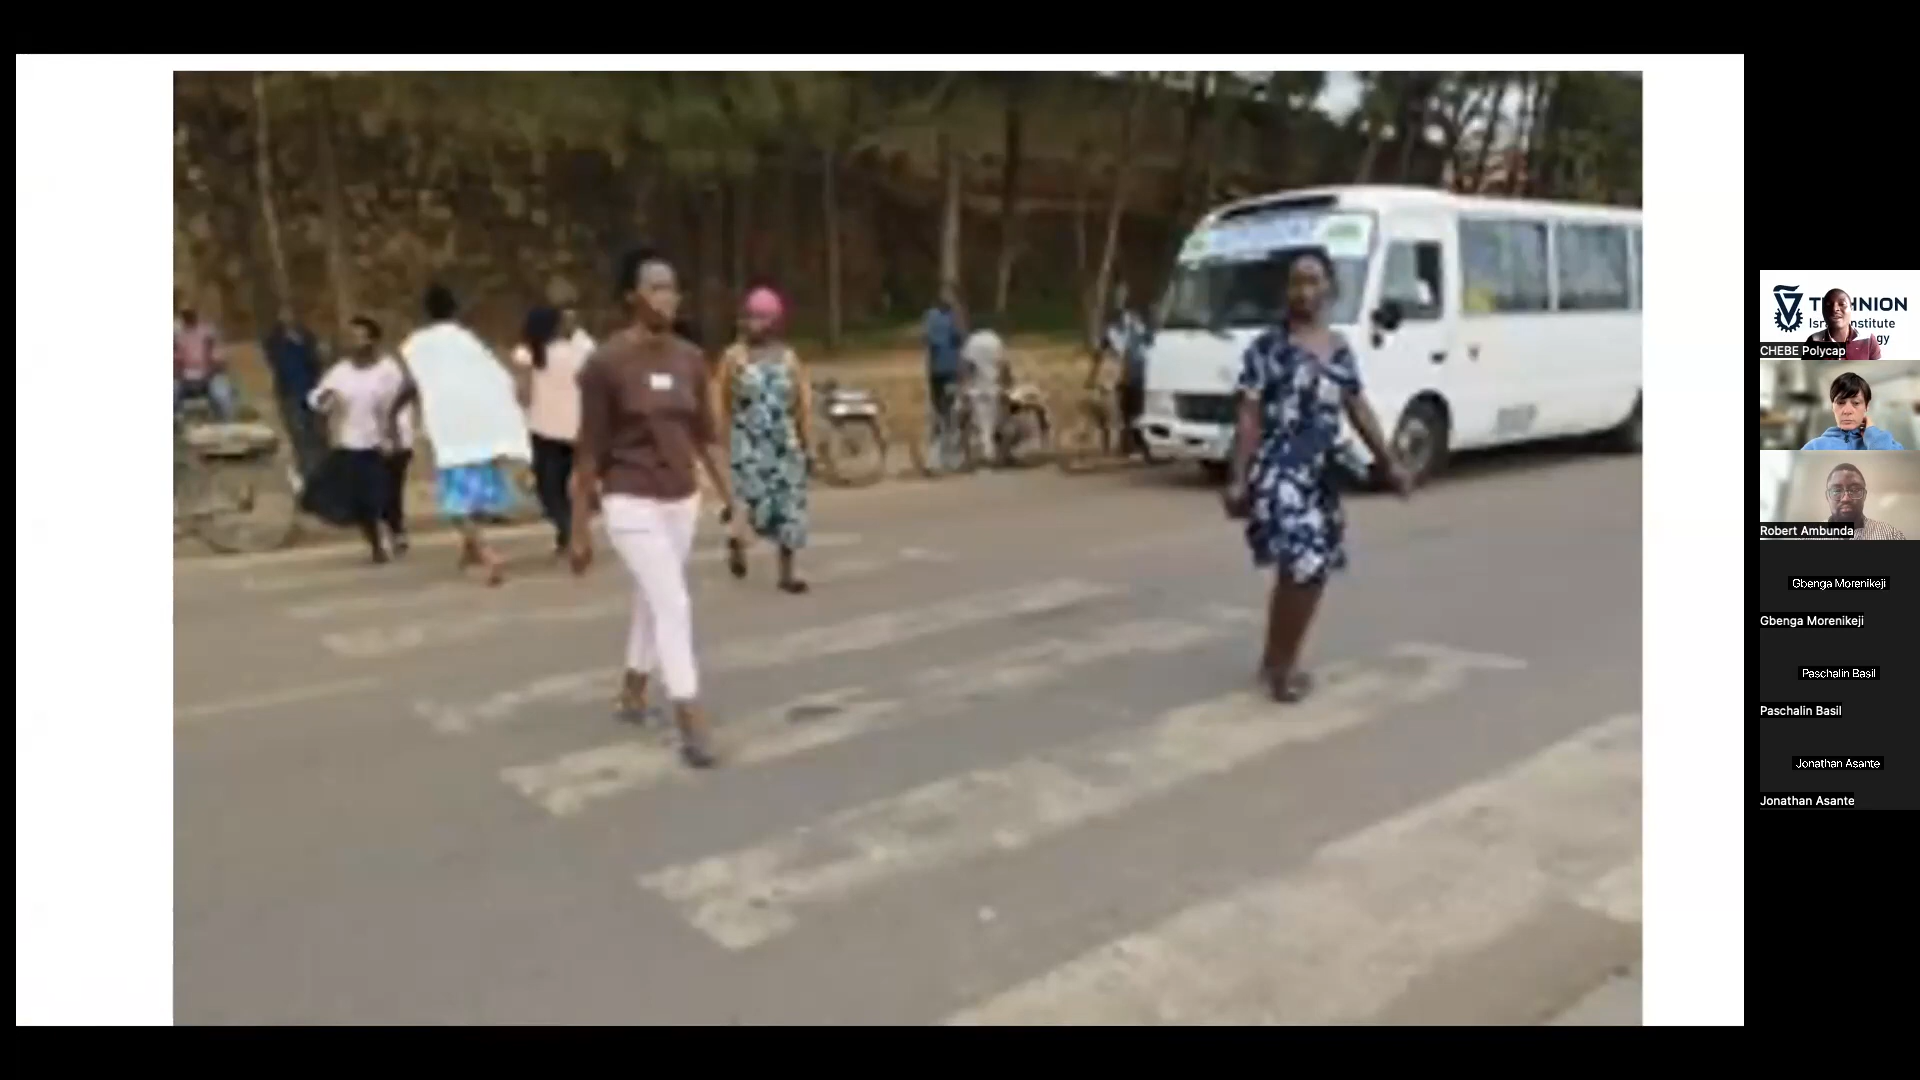 TECHNION
Israel Institute
CHEBE Polycap
Robert Ambunda
Gbenga Morenikeji
Gbenga Morenikeji
Paschalin Basil
Paschalin Basil
Jonathan Asante
Jonathan Asante